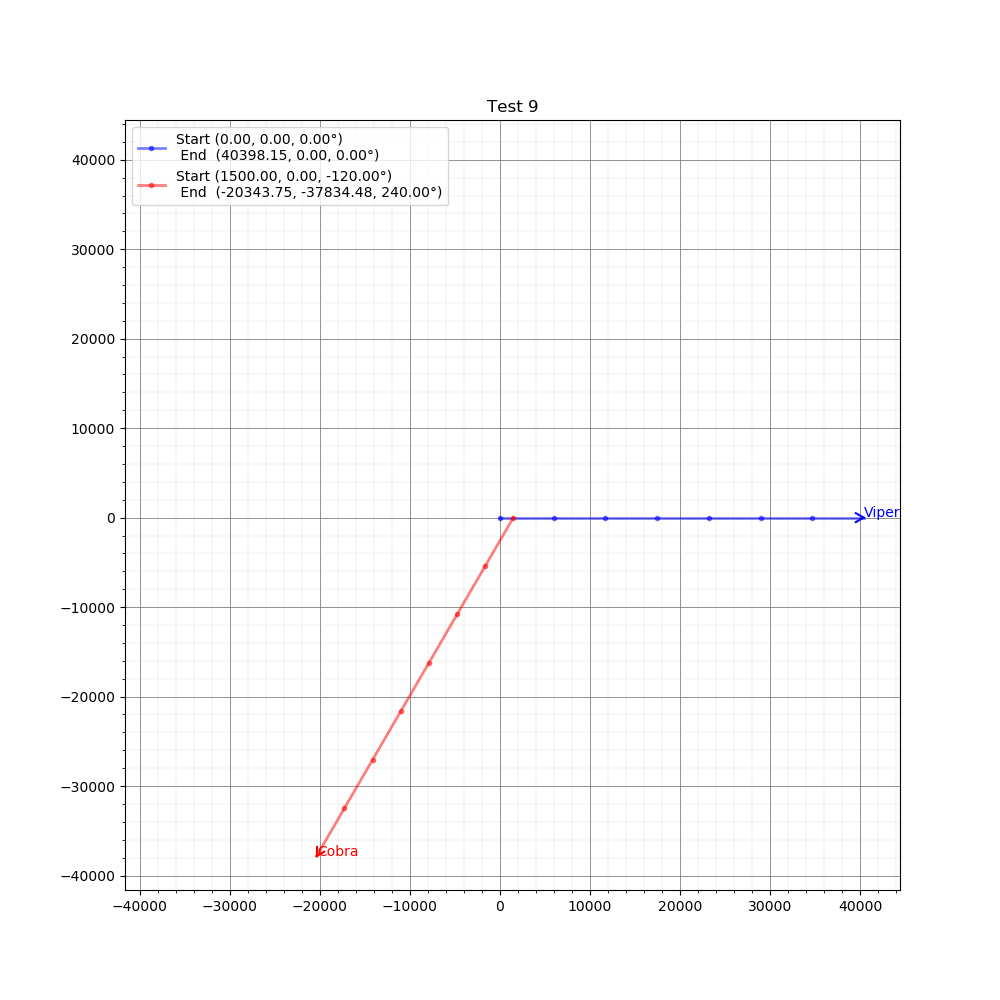 Test 9
Start (0.00, 0.00, 0.00°)
End (40398.15, 0.00, 0.00°)
Start (1500.00, 0.00, -120.00°)
End (-20343.75, -37834.48, 240.00°)
40000
30000
20000
10000
0
−10000
−20000
−30000
−40000
Viper
Cobra
−40000 −30000 −20000 −10000 0 10000 20000 30000 40000